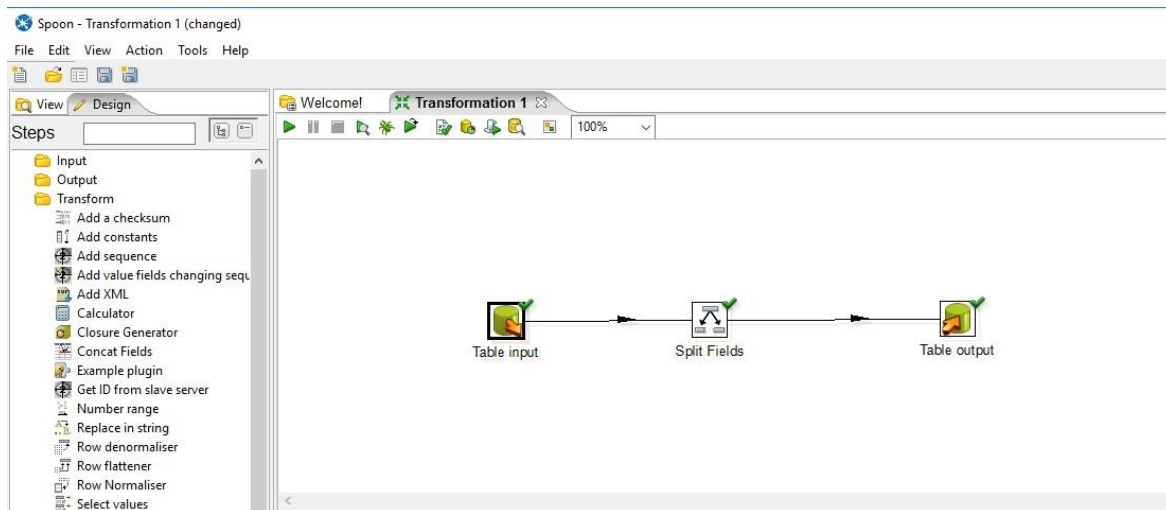 Spoon - Transformation 1 (changed)
File Edit View Action Tools Help
View Design
Steps
Input
Output
Transform
Add a checksum
Add constants
Add sequence
Add value fields changing sequ
Add XML
Calculator
Closure Generator
Concat Fields
Example plugin
Get ID from slave server
Number range
Replace in string
Row denormaliser
Row flattener
Row Normaliser
Select values
Welcome! Transformation 1
100%
Table input Split Fields Table output